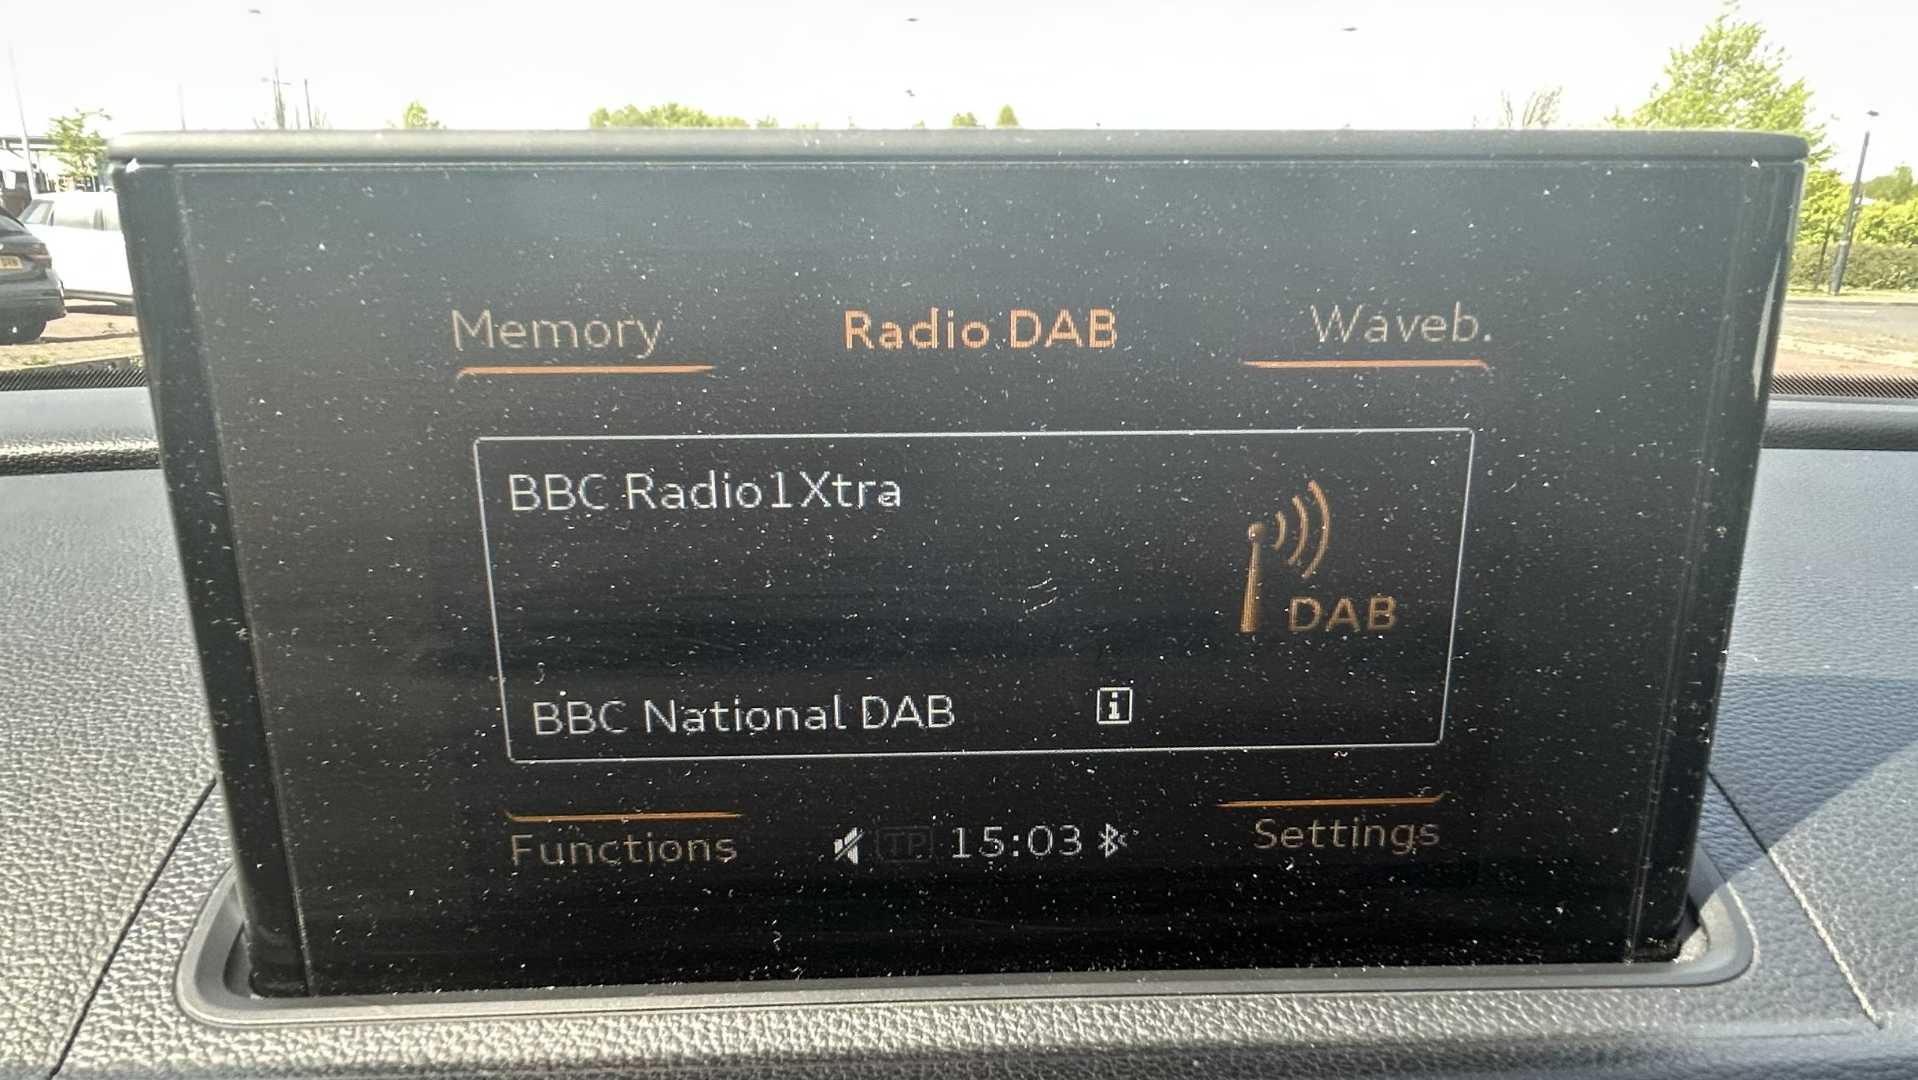 Memory Radio DAB Waveb.
BBC Radio1Xtra
DAB
BBC National DAB i
Functions TP 15:03 Settings